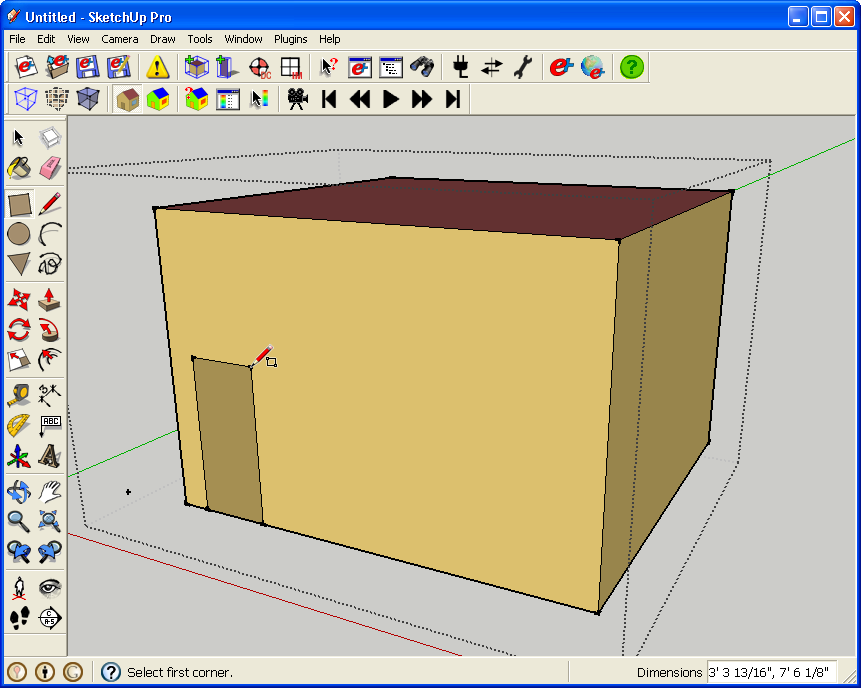 Untitled - SketchUp Pro
File Edit View Camera Draw Tools Window Plugins Help
ABC
Select first corner.
Dimensions 3' 3 13/16", 7' 6 1/8"